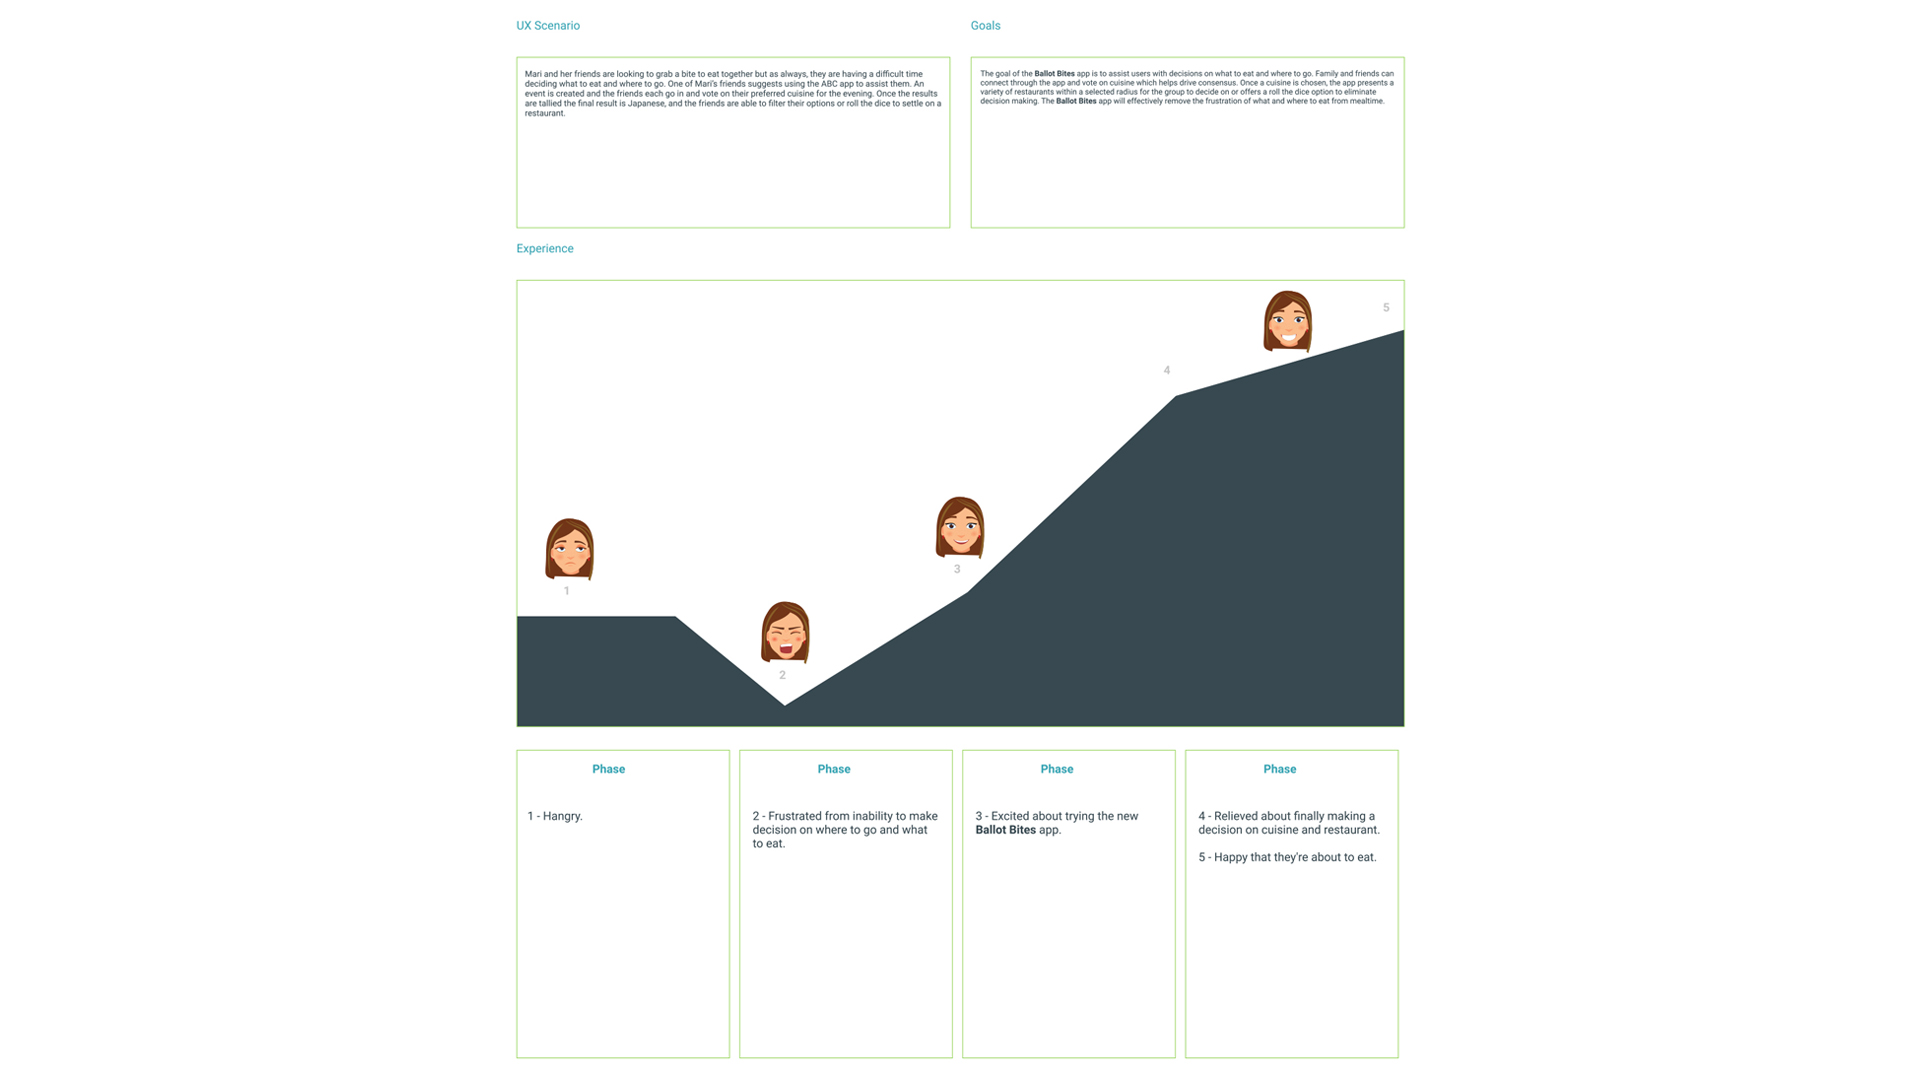 UX Scenario
Mari and her friends are looking to grab a bite to eat together but as always, they are having a difficult time
deciding what to eat and where to go. One of Mari's friends suggests using the ABC app to assist them. An
event is created and the friends each go in and vote on their preferred cuisine for the evening. Once the results
are tallied the final result is Japanese, and the friends are able to filter their options or roll the dice to settle on a
restaurant.
Goals
The goal of the Ballot Bites app is to assist users with decisions on what to eat and where to go. Family and friends can
connect through the app and vote on cuisine which helps drive consensus. Once a cuisine is chosen, the app presents a
variety of restaurants within a selected radius for the group to decide on or offers a roll the dice option to eliminate
decision making. The Ballot Bites app will effectively remove the frustration of what and where to eat from mealtime.
Experience
1
2
3
4
5
Phase
1 - Hangry.
Phase
2 - Frustrated from inability to make
decision on where to go and what
to eat.
Phase
3 - Excited about trying the new
Ballot Bites app.
Phase
4 - Relieved about finally making a
decision on cuisine and restaurant.
5 - Happy that they're about to eat.